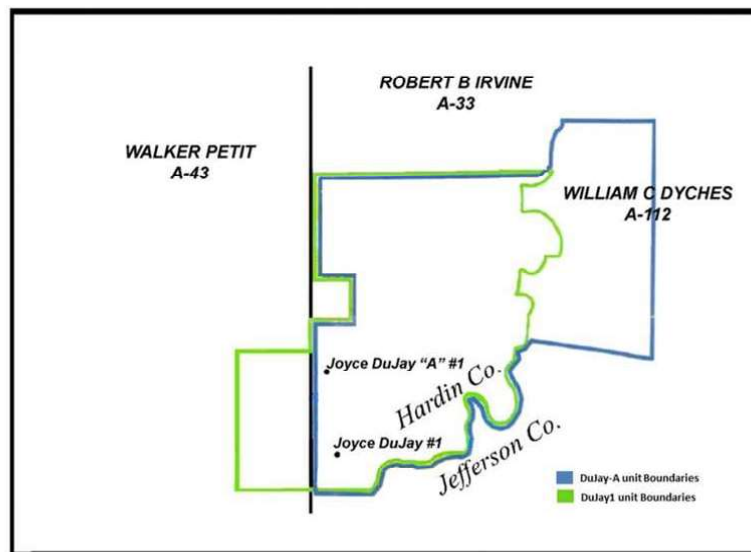 ROBERT B IRVINE
A-33
WALKER PETIT
A-43
WILLIAM C DYCHES
A-112
Joyce DuJay "A" #1
Hardin Co.
Joyce DuJay #1
Jefferson Co.
DuJay-A unit Boundaries
DuJay1 unit Boundaries